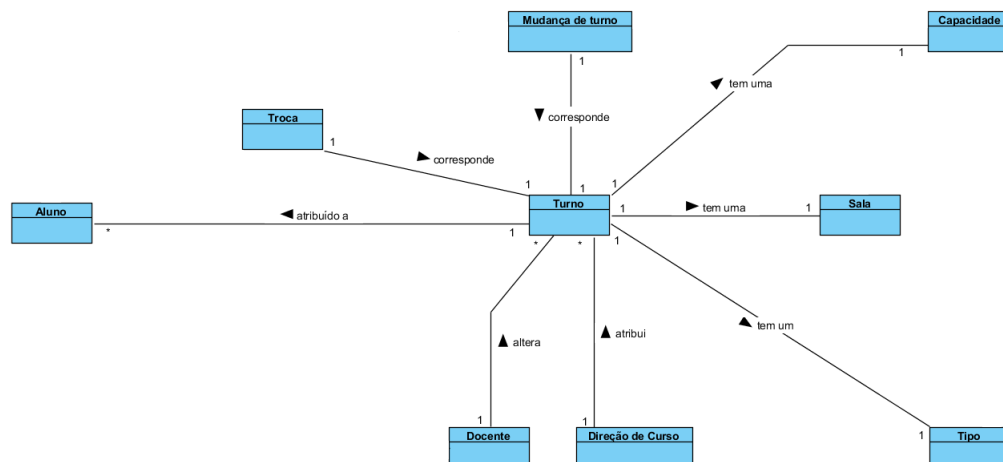 Mudança de turno
Capacidade
1
1
tem uma
Troca
1
corresponde
corresponde
1
1
1
Aluno
Turno
Sala
atribuído a
1
tem uma
1
*
1
*
*
1
altera
atribui
tem um
1
1
1
Docente
Direção de Curso
Tipo